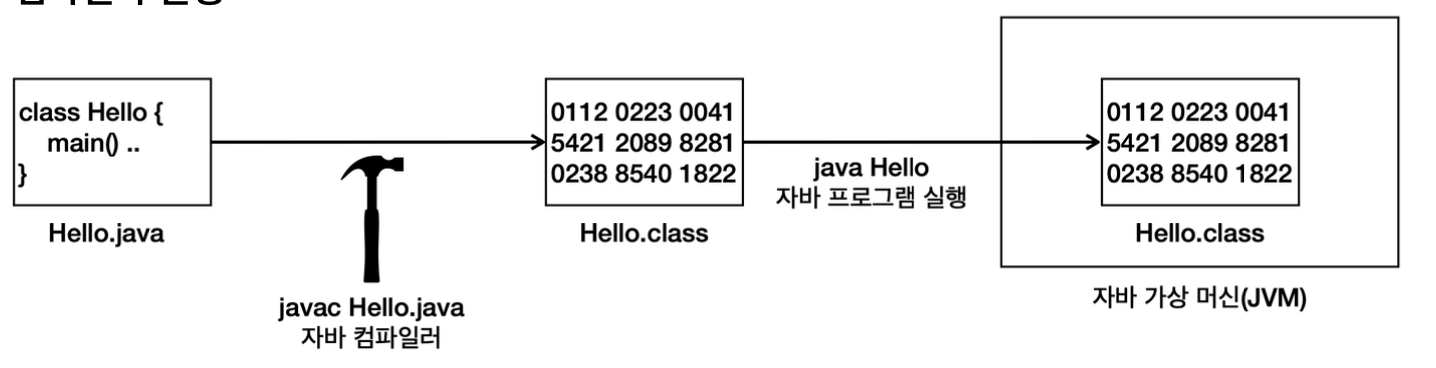 class Hello {
main() ..
}
Hello.java
javac Hello.java
자바 컴파일러
0112 0223 0041
5421 2089 8281
0238 8540 1822
Hello.class
java Hello
자바 프로그램 실행
0112 0223 0041
5421 2089 8281
0238 8540 1822
Hello.class
자바 가상 머신(JVM)